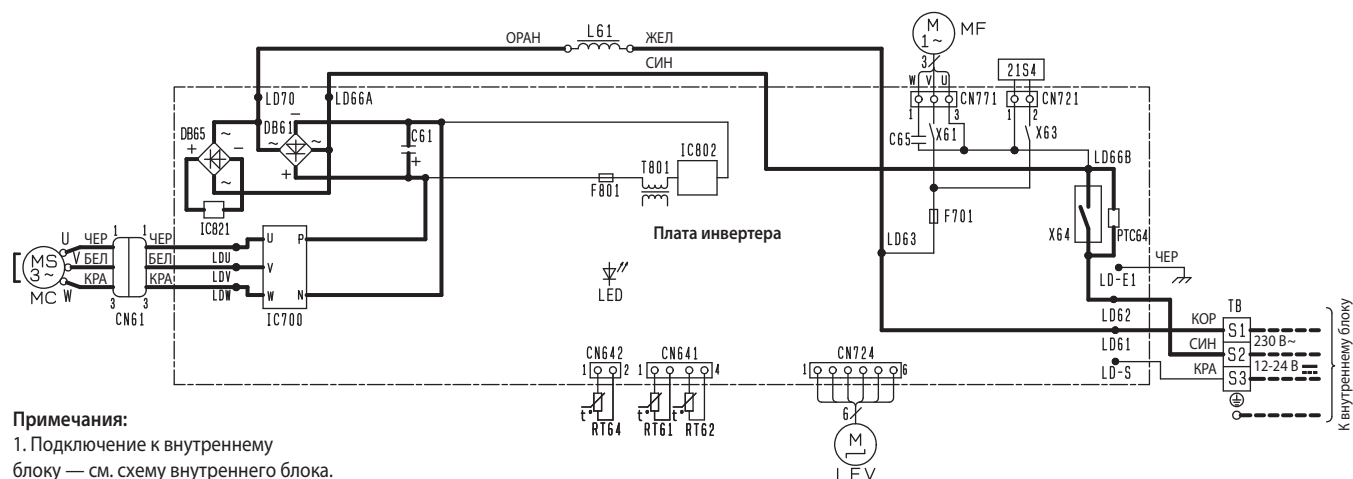 L61
ОРАН
ЖЕЛ
СИН
M
1~
MF
3
W V U
21S4
LD70
LD66A
CN771
CN721
1
3
1 2
DB65
~
+
-
~
DB61
-
~
~
+
C61
+
C65
X61
X63
IC802
T801
F801
LD66B
IC821
F701
Плата инвертера
LD63
X64
PTC64
U
ЧЕР
1
1
ЧЕР
LDU
U
P
MS
3~
V
БЕЛ
БЕЛ
LDV
V
КРА
КРА
LDW
W
N
MC
W
3
3
CN61
IC700
LED
ЧЕР
LD-E1
LD62
TB
КОР
S1
LD61
230 В~
СИН
S2
LD-S
12-24 В
КРА
S3
К внутреннему блоку
CN642
1 2
CN641
1 4
CN724
1 6
t°
RT64
t°
RT61
t°
RT62
6
M
LEV
Примечания:
1. Подключение к внутреннему
блоку — см. схему внутреннего блока.